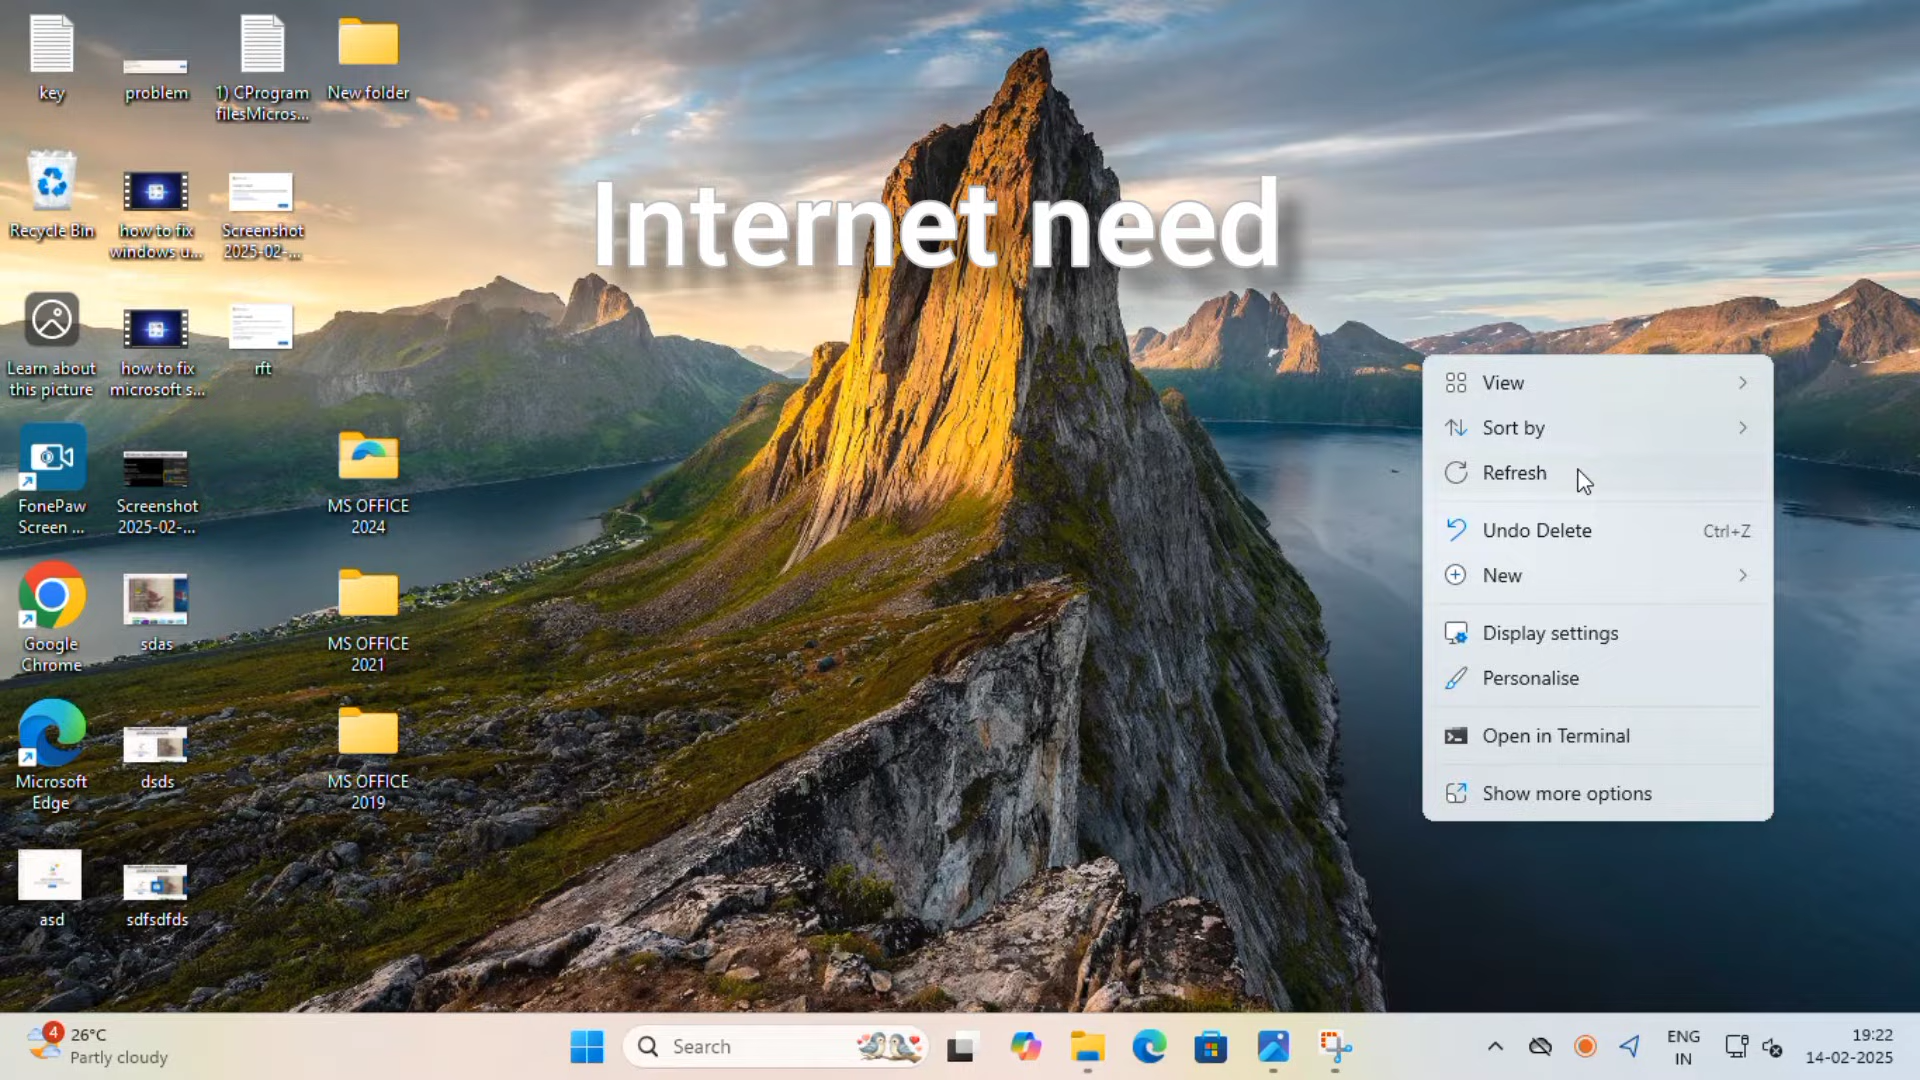 key
problem
1) CProgram
filesMicros...
New folder
Recycle Bin
how to fix
windows u...
Screenshot
2025-02-...
Internet need
Learn about
this picture
how to fix
microsoft s...
rft
View
Sort by
Refresh
Undo Delete Ctrl+Z
New
Display settings
Personalise
Open in Terminal
Show more options
FonePaw
Screen ...
Screenshot
2025-02-...
MS OFFICE
2024
Google
Chrome
sdas
MS OFFICE
2021
Microsoft
Edge
dsds
MS OFFICE
2019
asd
sdfsdfds
4
26°C
Partly cloudy
Search
ENG
IN
19:22
14-02-2025